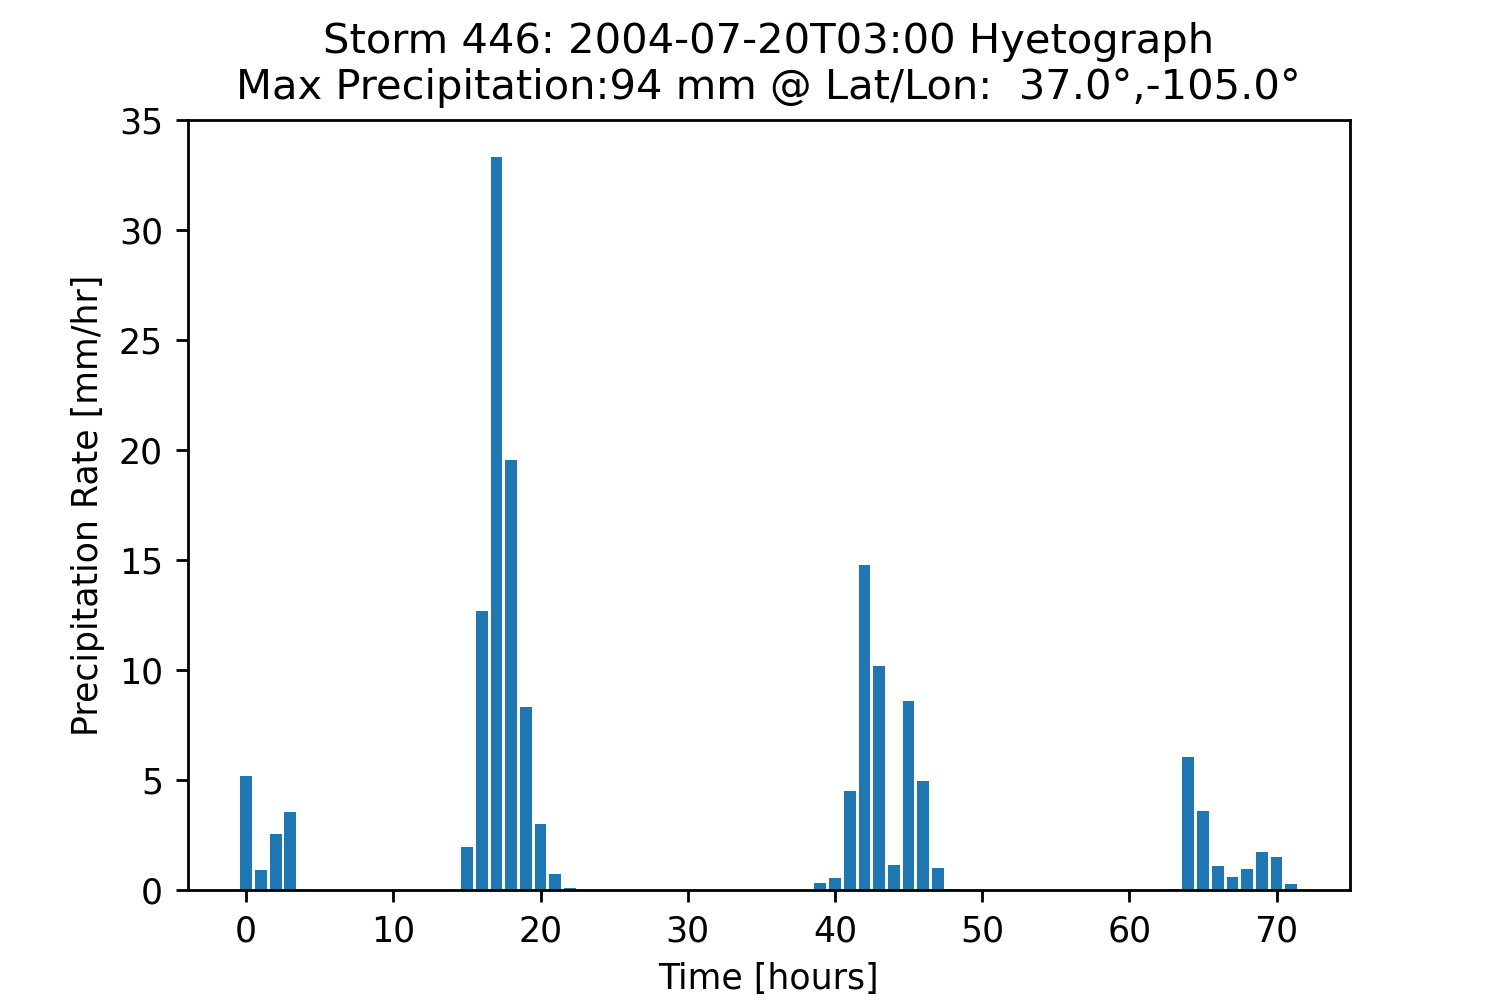 Storm 446: 2004-07-20T03:00 Hyetograph
Max Precipitation:94 mm @ Lat/Lon:  37.0°,-105.0°
35
30
25
20
15
10
5
0
Precipitation Rate [mm/hr]
0 10 20 30 40 50 60 70
Time [hours]